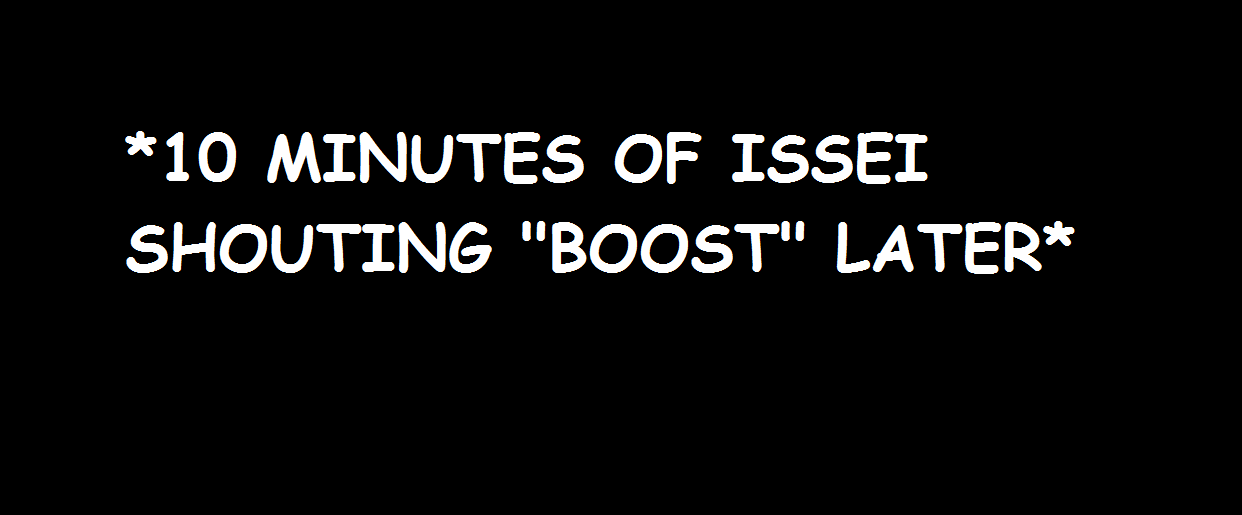 *10 MINUTES OF ISSEI
SHOUTING "BOOST" LATER*